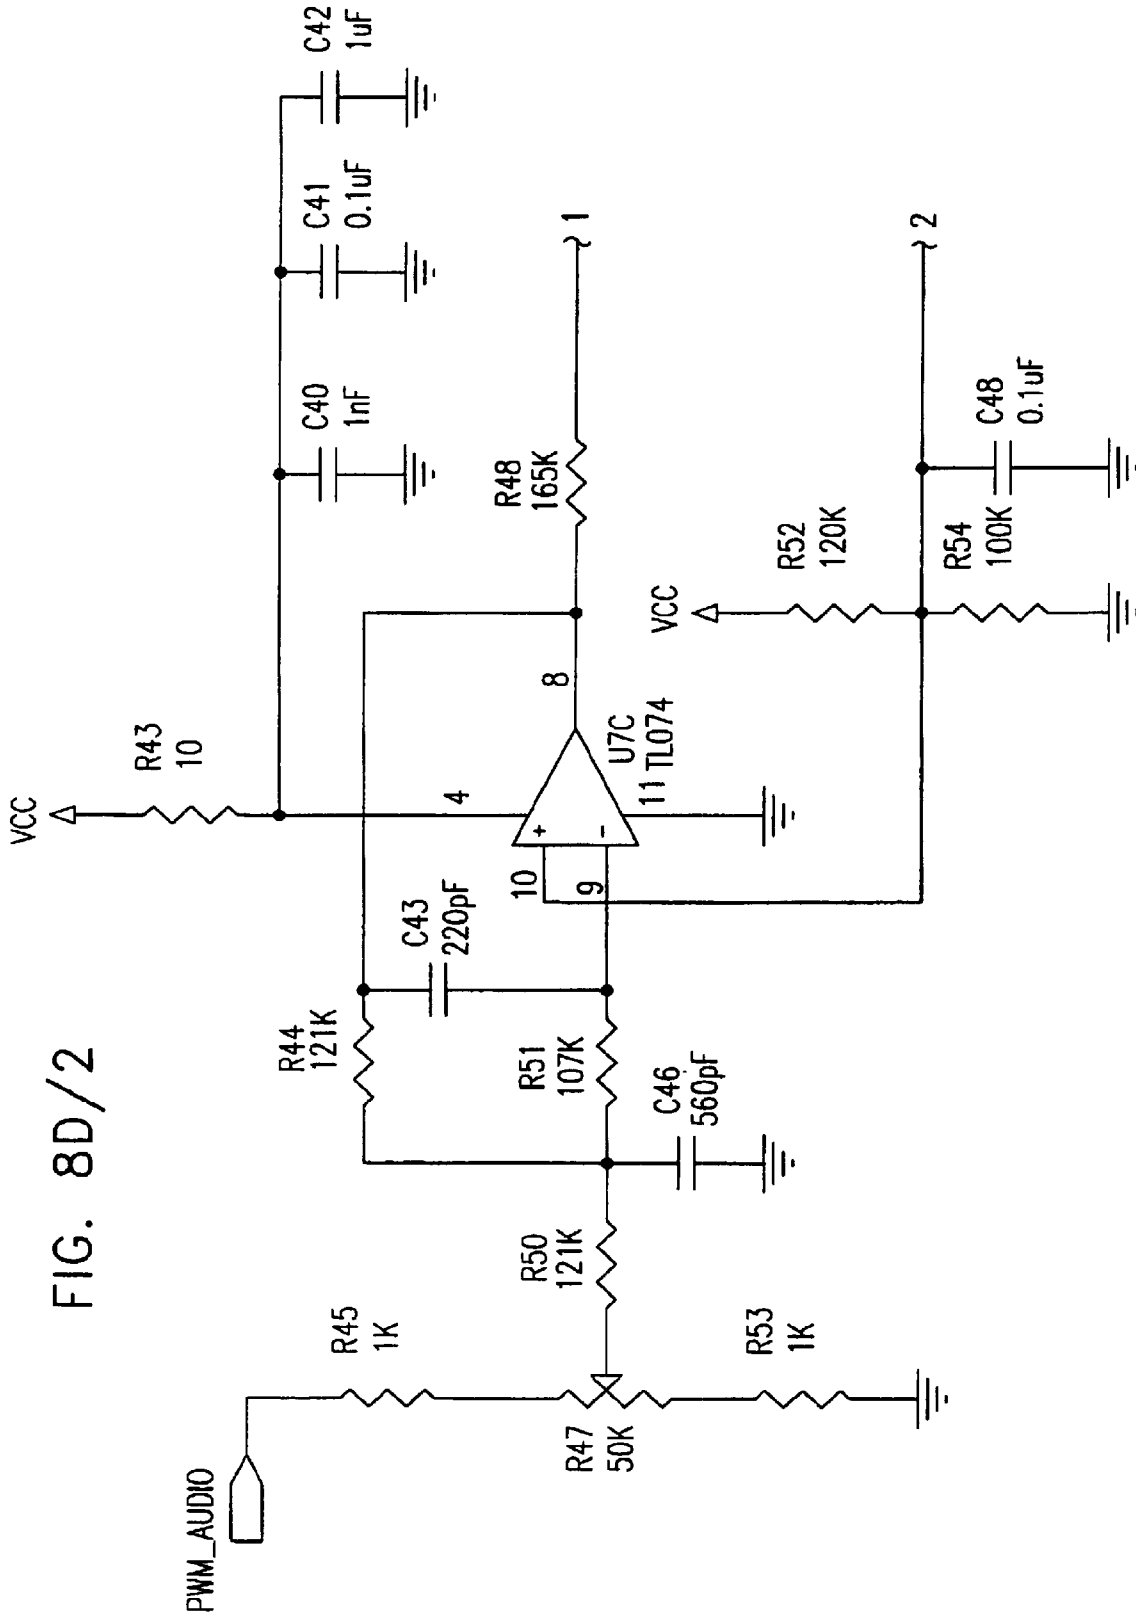 FIG. 8D/2
PWM_AUDIO
R45
1K
R47
50K
R53
1K
R50
121K
R44
121K
R51
107K
C46
560pF
C43
220pF
VCC
R43
10
4
10
9
+
-
8
11
U7C
TL074
C40
1nF
C41
0.1uF
C42
1uF
R48
165K
1
VCC
R52
120K
R54
100K
C48
0.1uF
2